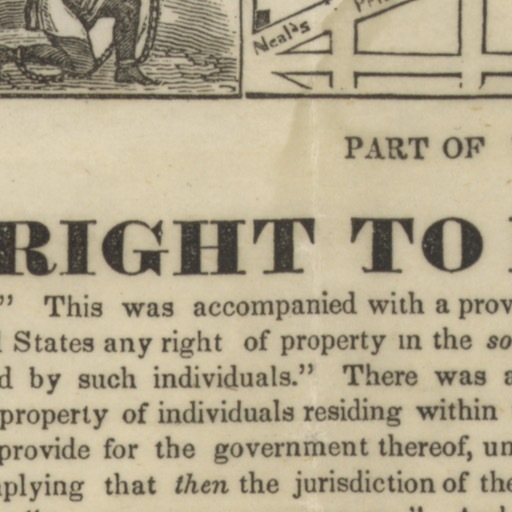 Neal's
PART OF
RIGHT TO
" This was accompanied with a prov
States any right of property in the so
d by such individuals." There was a
property of individuals residing within
provide for the government thereof, un
plying that then the jurisdiction of the